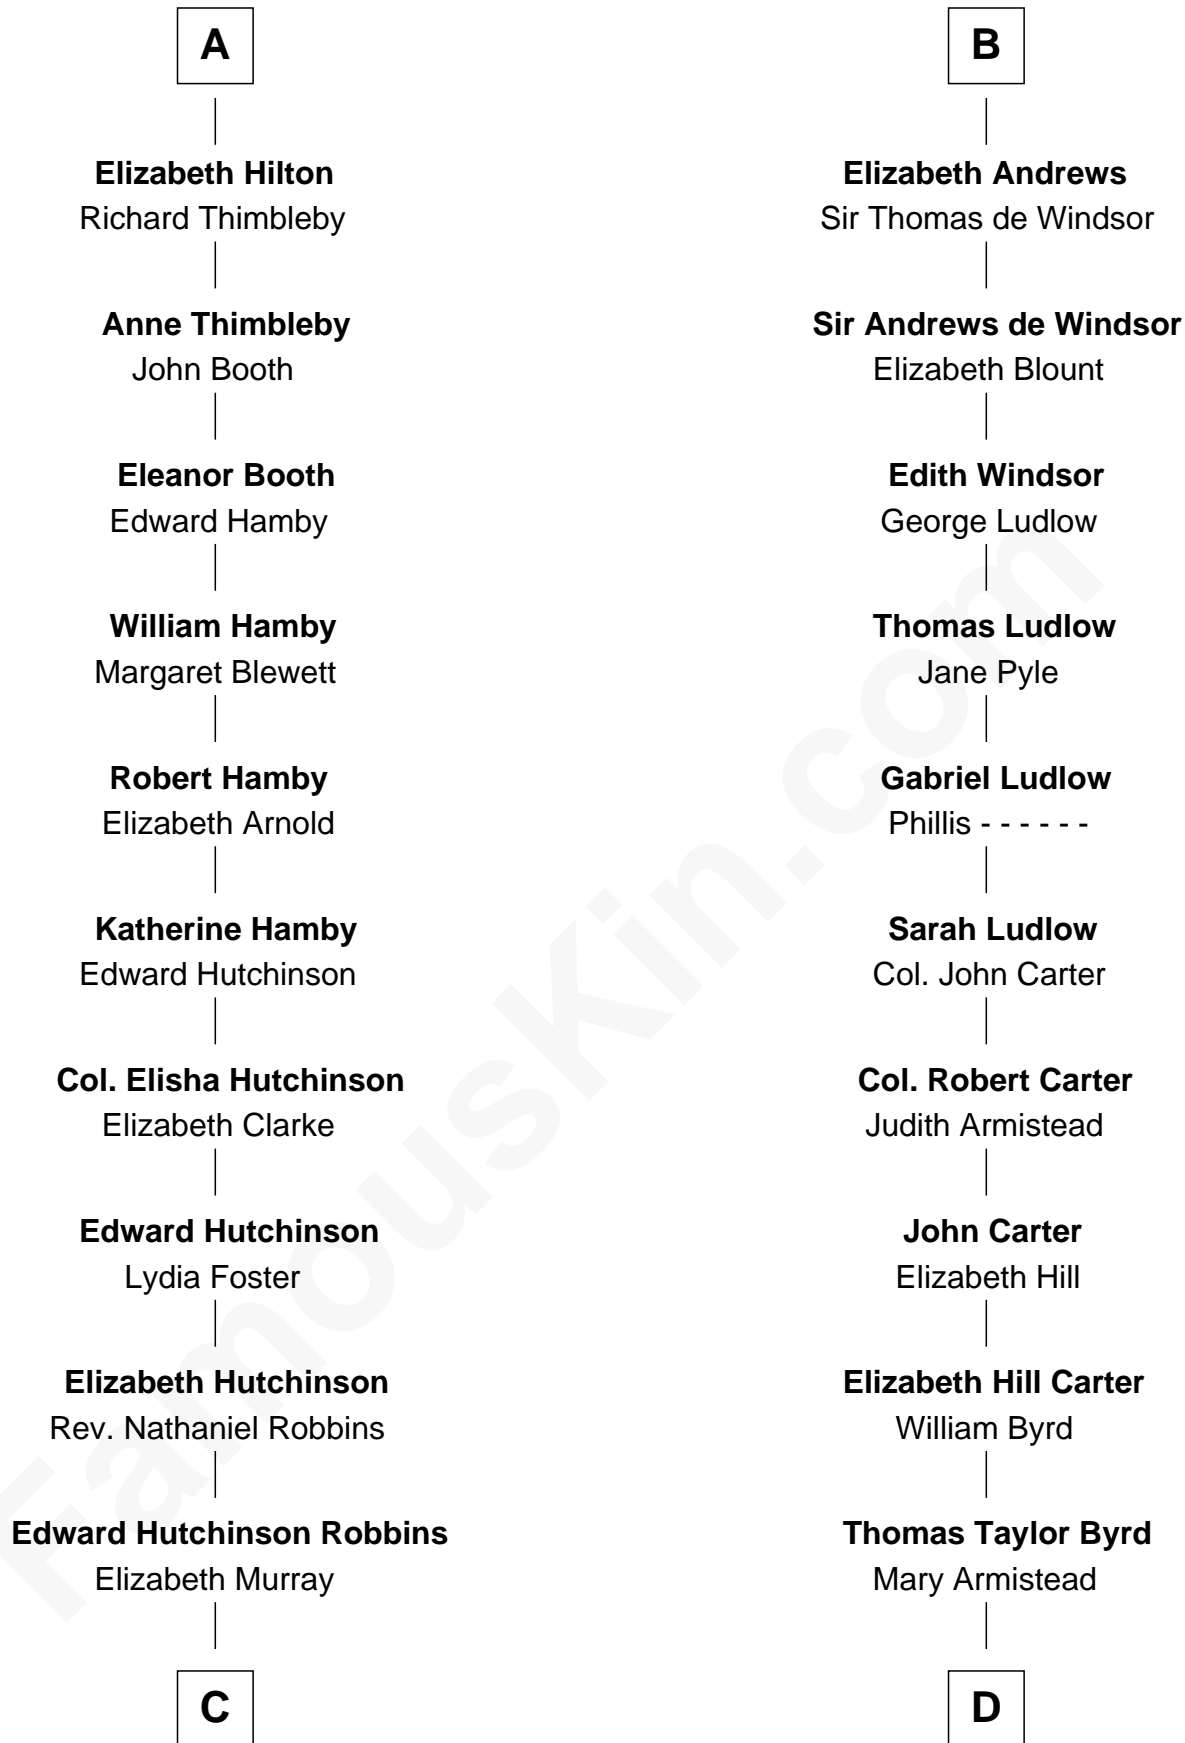 A
Elizabeth Hilton
Richard Thimbleby
Anne Thimbleby
John Booth
Eleanor Booth
Edward Hamby
William Hamby
Margaret Blewett
Robert Hamby
Elizabeth Arnold
Katherine Hamby
Edward Hutchinson
Col. Elisha Hutchinson
Elizabeth Clarke
Edward Hutchinson
Lydia Foster
Elizabeth Hutchinson
Rev. Nathaniel Robbins
Edward Hutchinson Robbins
Elizabeth Murray
C
B
Elizabeth Andrews
Sir Thomas de Windsor
Sir Andrews de Windsor
Elizabeth Blount
Edith Windsor
George Ludlow
Thomas Ludlow
Jane Pyle
Gabriel Ludlow
Phillis - - - - - -
Sarah Ludlow
Col. John Carter
Col. Robert Carter
Judith Armistead
John Carter
Elizabeth Hill
Elizabeth Hill Carter
William Byrd
Thomas Taylor Byrd
Mary Armistead
D
FamousKin.com